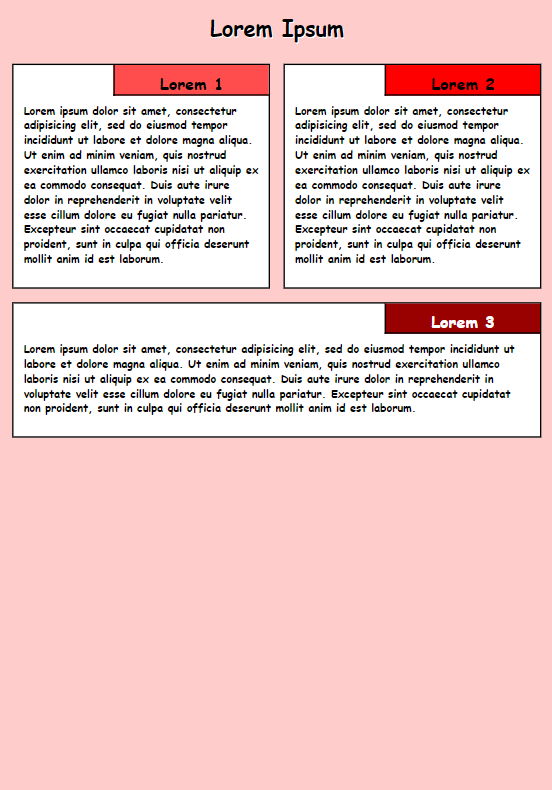 Lorem Ipsum
Lorem 1
Lorem ipsum dolor sit amet, consectetur
adipisicing elit, sed do eiusmod tempor
incididunt ut labore et dolore magna aliqua.
Ut enim ad minim veniam, quis nostrud
exercitation ullamco laboris nisi ut aliquip ex
ea commodo consequat. Duis aute irure
dolor in reprehenderit in voluptate velit
esse cillum dolore eu fugiat nulla pariatur.
Excepteur sint occaecat cupidatat non
proident, sunt in culpa qui officia deserunt
mollit anim id est laborum.
Lorem 2
Lorem ipsum dolor sit amet, consectetur
adipisicing elit, sed do eiusmod tempor
incididunt ut labore et dolore magna aliqua.
Ut enim ad minim veniam, quis nostrud
exercitation ullamco laboris nisi ut aliquip ex
ea commodo consequat. Duis aute irure
dolor in reprehenderit in voluptate velit
esse cillum dolore eu fugiat nulla pariatur.
Excepteur sint occaecat cupidatat non
proident, sunt in culpa qui officia deserunt
mollit anim id est laborum.
Lorem 3
Lorem ipsum dolor sit amet, consectetur adipisicing elit, sed do eiusmod tempor incididunt ut
labore et dolore magna aliqua. Ut enim ad minim veniam, quis nostrud exercitation ullamco
laboris nisi ut aliquip ex ea commodo consequat. Duis aute irure dolor in reprehenderit in
voluptate velit esse cillum dolore eu fugiat nulla pariatur. Excepteur sint occaecat cupidatat
non proident, sunt in culpa qui officia deserunt mollit anim id est laborum.